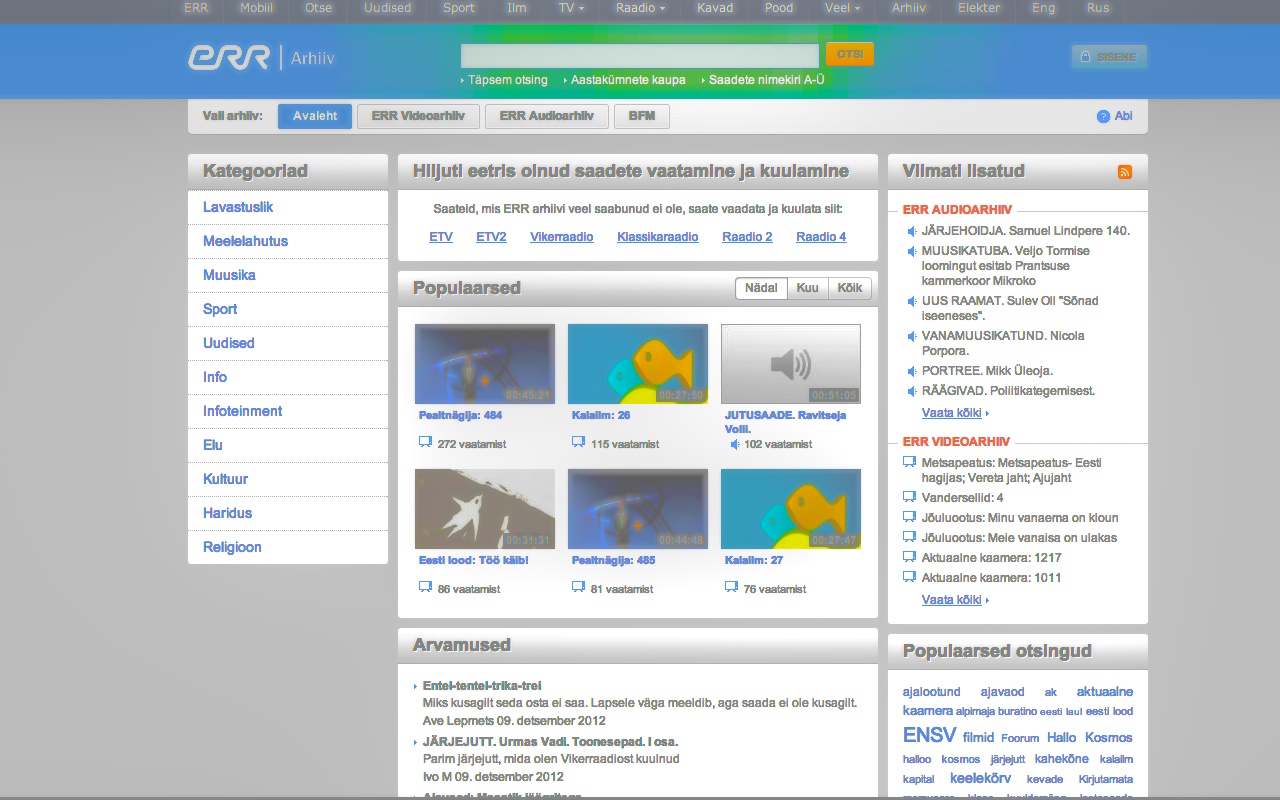 ERR Mobiil Otse Uudised Sport Ilm TV Raadio Kavad Pood Veel Arhiiv Elekter Eng Rus
err Arhiiv
OTSI
SISENE
Täpsem otsing Aastakümnete kaupa Saadete nimekiri A-Ü
Vali arhiiv: Avaleht ERR Videoarhiiv ERR Audioarhiiv BFM
Abi
Kategooriad
Lavastuslik
Meelelahutus
Muusika
Sport
Uudised
Info
Infoteinment
Elu
Kultuur
Haridus
Religioon
Hiljuti eetris olnud saadete vaatamine ja kuulamine
Saateid, mis ERR arhiivi veel saabunud ei ole, saate vaadata ja kuulata siit:
ETV ETV2 Vikerraadio Klassikaraadio Raadio 2 Raadio 4
Populaarsed
Nädal Kuu Kõik
00:45:21
Pealtnägija: 484
272 vaatamist
00:27:50
Kalailm: 26
115 vaatamist
00:51:05
JUTUSAADE. Ravitseja
Volli.
102 vaatamist
00:31:31
Eesti lood: Töö käib!
86 vaatamist
00:44:48
Pealtnägija: 485
81 vaatamist
00:27:47
Kalailm: 27
76 vaatamist
Arvamused
Entel-tentel-trika-trei
Miks kusagilt seda osta ei saa. Lapsele väga meeldib, aga saada ei ole kusagilt.
Ave Lepmets 09. detsember 2012
JÄRJEJUTT. Urmas Vadi. Toonesepad. I osa.
Parim järjejutt, mida olen Vikerraadiost kuulnud
Ivo M 09. detsember 2012
Viimati lisatud
ERR AUDIOARHIIV
JÄRJEHOIDJA. Samuel Lindpere 140.
MUUSIKATUBA. Veljo Tormise
loomingut esitab Prantsuse
kammerkoor Mikroko
UUS RAAMAT. Sulev Oll "Sõnad
iseeneses".
VANAMUUSIKATUND. Nicola
Porpora.
PORTREE. Mikk Üleoja.
RÄÄGIVAD. Poliitikategemisest.
Vaata kõiki
ERR VIDEOARHIIV
Metsapeatus: Metsapeatus- Eesti
hagijas; Vereta jaht; Ajujaht
Vandersellid: 4
Jõuluootus: Minu vanaema on kloun
Jõuluootus: Meie vanaisa on ulakas
Aktuaalne kaamera: 1217
Aktuaalne kaamera: 1011
Vaata kõiki
Populaarsed otsingud
ajalootund ajavaod ak aktuaalne
kaamera alpimaja buratino eesti laul eesti lood
ENSV filmid Foorum Hallo Kosmos
halloo kosmos järjejutt kahekõne kalailm
kapital keelekõrv kevade Kirjutamata